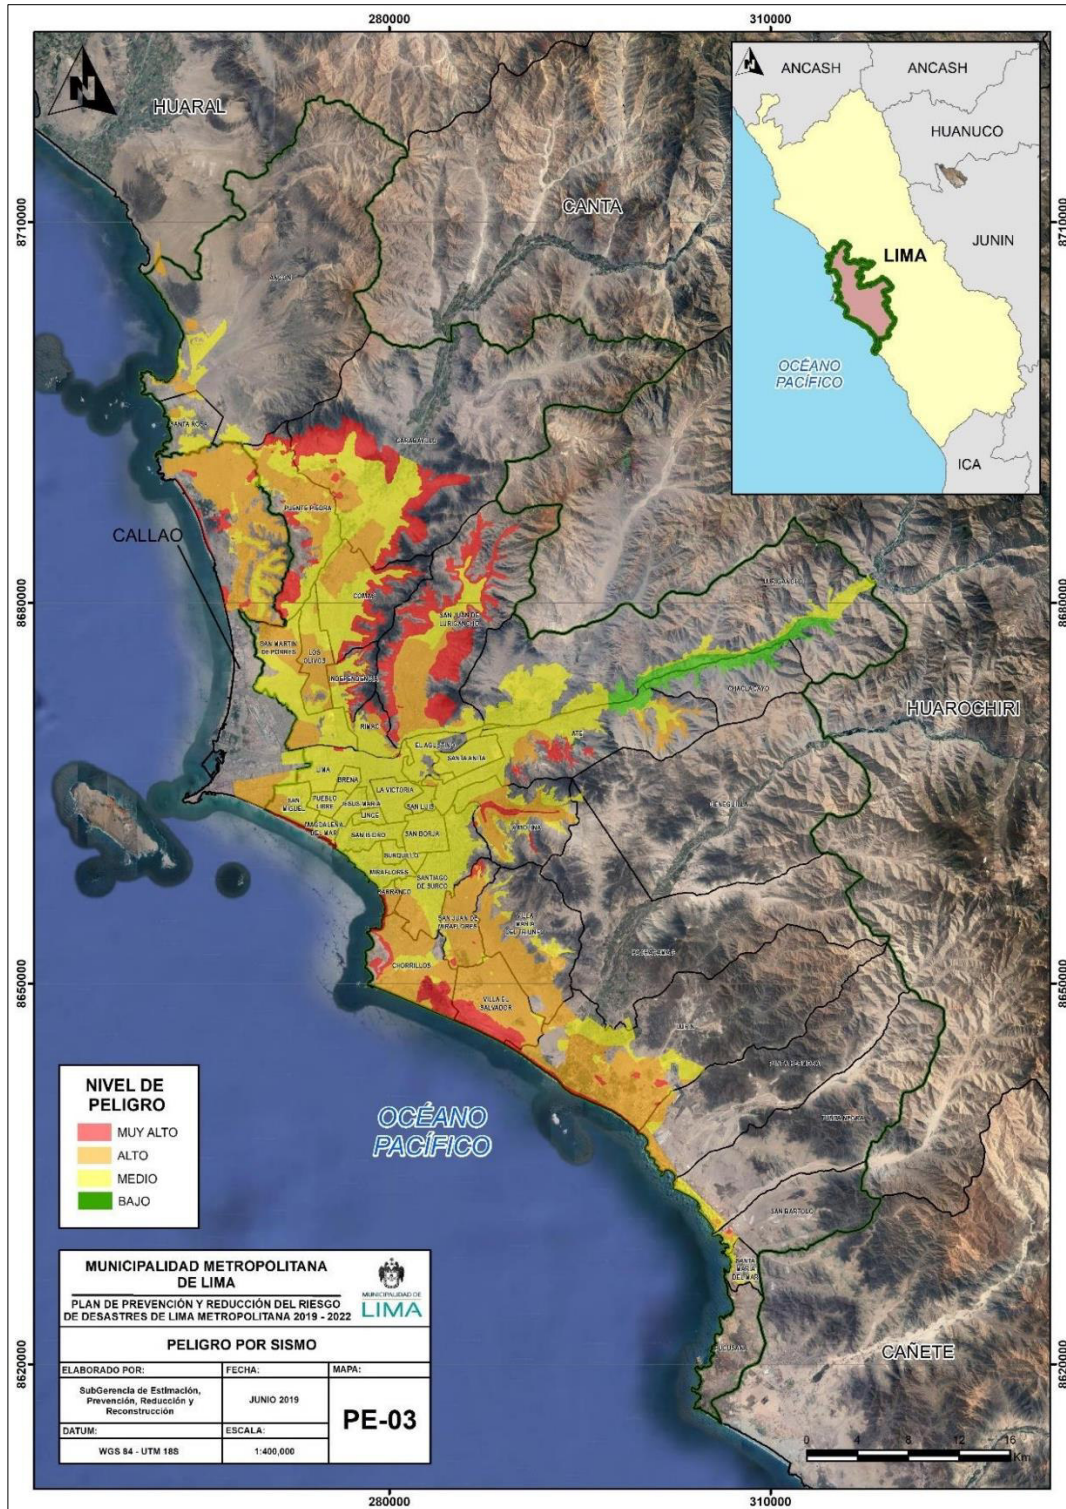 280000
310000
HUARAL
CANTA
ANCASH
ANCASH
HUANUCO
JUNIN
LIMA
OCÉANO
PACÍFICO
ICA
8710000
8710000
ANCON
SANTA ROSA
CARABAYLLO
PUENTE PIEDRA
CALLAO
COMAS
SAN JUAN DE
LURIGANCHO
LURIGANCHO
8680000
8680000
SAN MARTIN
DE PORRES
LOS
OLIVOS
INDEPENDENCIA
CHACLACAYO
HUAROCHIRI
RIMAC
EL AGUSTINO
SANTA ANITA
ATE
LIMA
BREÑA
LA VICTORIA
SAN
MIGUEL
PUEBLO
LIBRE
JESUS MARIA
LINCE
SAN LUIS
CIENEGUILLA
MAGDALENA
DEL MAR
SAN ISIDRO
SAN BORJA
LA MOLINA
SURQUILLO
MIRAFLORES
SANTIAGO
DE SURCO
BARRANCO
SAN JUAN DE
MIRAFLORES
VILLA
MARIA
DEL TRIUNFO
PACHACAMAC
CHORRILLOS
8650000
8650000
VILLA EL
SALVADOR
LURIN
PUNTA HERMOSA
PUNTA NEGRA
SAN BARTOLO
SANTA
MARIA
DEL MAR
PUCUSANA
CAÑETE
OCÉANO
PACÍFICO
NIVEL DE
PELIGRO
MUY ALTO
ALTO
MEDIO
BAJO
MUNICIPALIDAD METROPOLITANA
DE LIMA
MUNICIPALIDAD DE
LIMA
PLAN DE PREVENCIÓN Y REDUCCIÓN DEL RIESGO
DE DESASTRES DE LIMA METROPOLITANA 2019 - 2022
PELIGRO POR SISMO
ELABORADO POR:
FECHA:
MAPA:
SubGerencia de Estimación,
Prevención, Reducción y
Reconstrucción
JUNIO 2019
PE-03
DATUM:
ESCALA:
WGS 84 - UTM 18S
1:400,000
8620000
8620000
0 4 8 12 16
Km
280000
310000
N
N